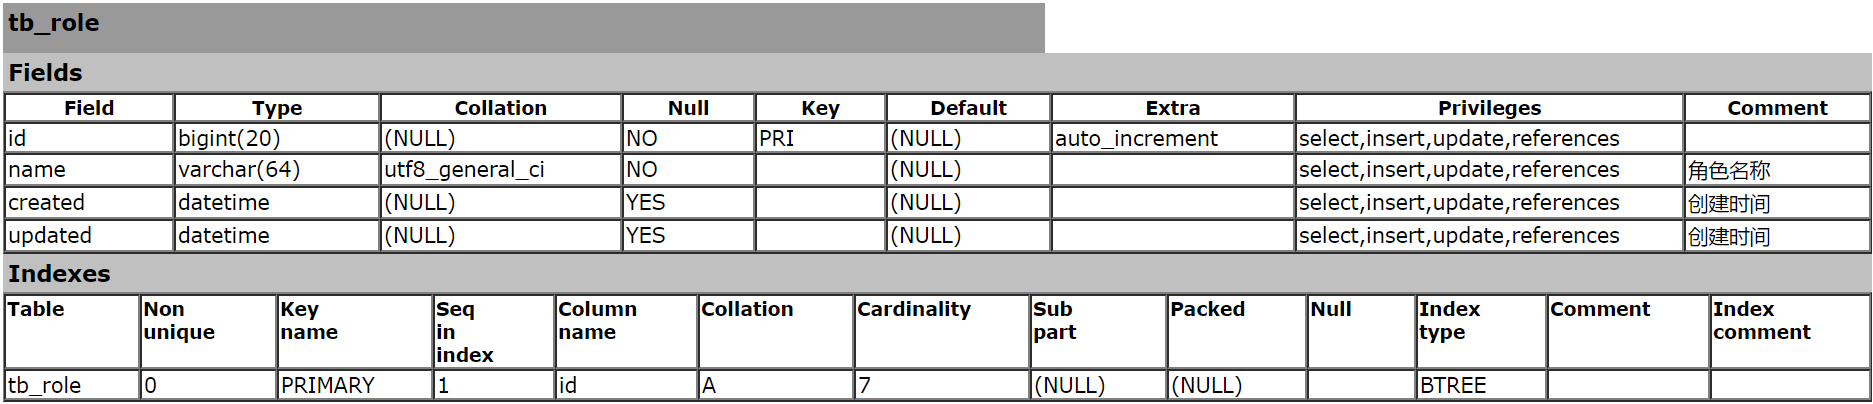 tb_role
Fields
Field Type Collation Null Key Default Extra Privileges Comment
id bigint(20) (NULL) NO PRI (NULL) auto_increment select,insert,update,references
name varchar(64) utf8_general_ci NO (NULL) select,insert,update,references 角色名称
created datetime (NULL) YES (NULL) select,insert,update,references 创建时间
updated datetime (NULL) YES (NULL) select,insert,update,references 创建时间
Indexes
Table Non unique Key name Seq in index Column name Collation Cardinality Sub part Packed Null Index type Comment Index comment
tb_role 0 PRIMARY 1 id A 7 (NULL) (NULL) BTREE